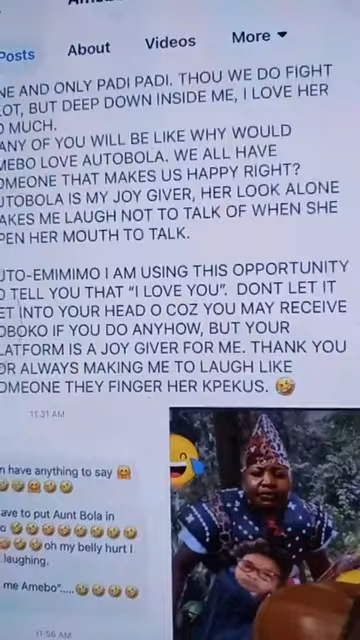 Posts About Videos More
NE AND ONLY PADI PADI. THOU WE DO FIGHT
LOT, BUT DEEP DOWN INSIDE ME, I LOVE HER
O MUCH.
ANY OF YOU WILL BE LIKE WHY WOULD
MEBO LOVE AUTOBOLA. WE ALL HAVE
OMEONE THAT MAKES US HAPPY RIGHT?
UTOBOLA IS MY JOY GIVER, HER LOOK ALONE
AKES ME LAUGH NOT TO TALK OF WHEN SHE
PEN HER MOUTH TO TALK.
UTO-EMIMIMO I AM USING THIS OPPORTUNITY
O TELL YOU THAT “I LOVE YOU”. DONT LET IT
ET INTO YOUR HEAD O COZ YOU MAY RECEIVE
OBOKO IF YOU DO ANYHOW, BUT YOUR
LATFORM IS A JOY GIVER FOR ME. THANK YOU
OR ALWAYS MAKING ME TO LAUGH LIKE
OMEONE THEY FINGER HER KPEKUS. 🤣
11:31 AM
n have anything to say 🤗
🤣🤣🤗🤣🤣
ave to put Aunt Bola in
o 🤣🤣🤣🤣🤣🤣🤣🤣
🤣🤣🤣 oh my belly hurt I
laughing.
me Amebo”.....🤣🤣🤣🤣
11:56 AM